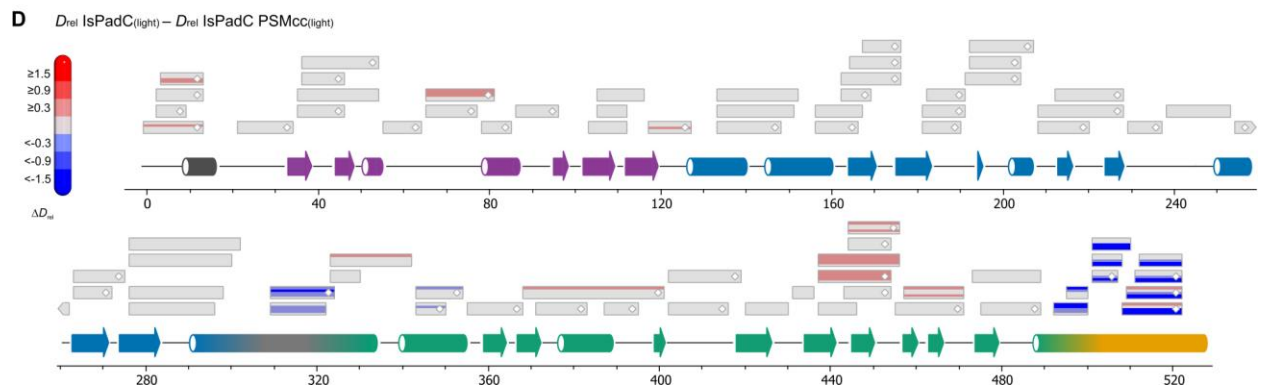 D Drel IsPadC(light) – Drel IsPadC PSMcc(light)
≥1.5
≥0.9
≥0.3
<-0.3
<-0.9
<-1.5
ΔDrel
0 40 80 120 160 200 240
280 320 360 400 440 480 520